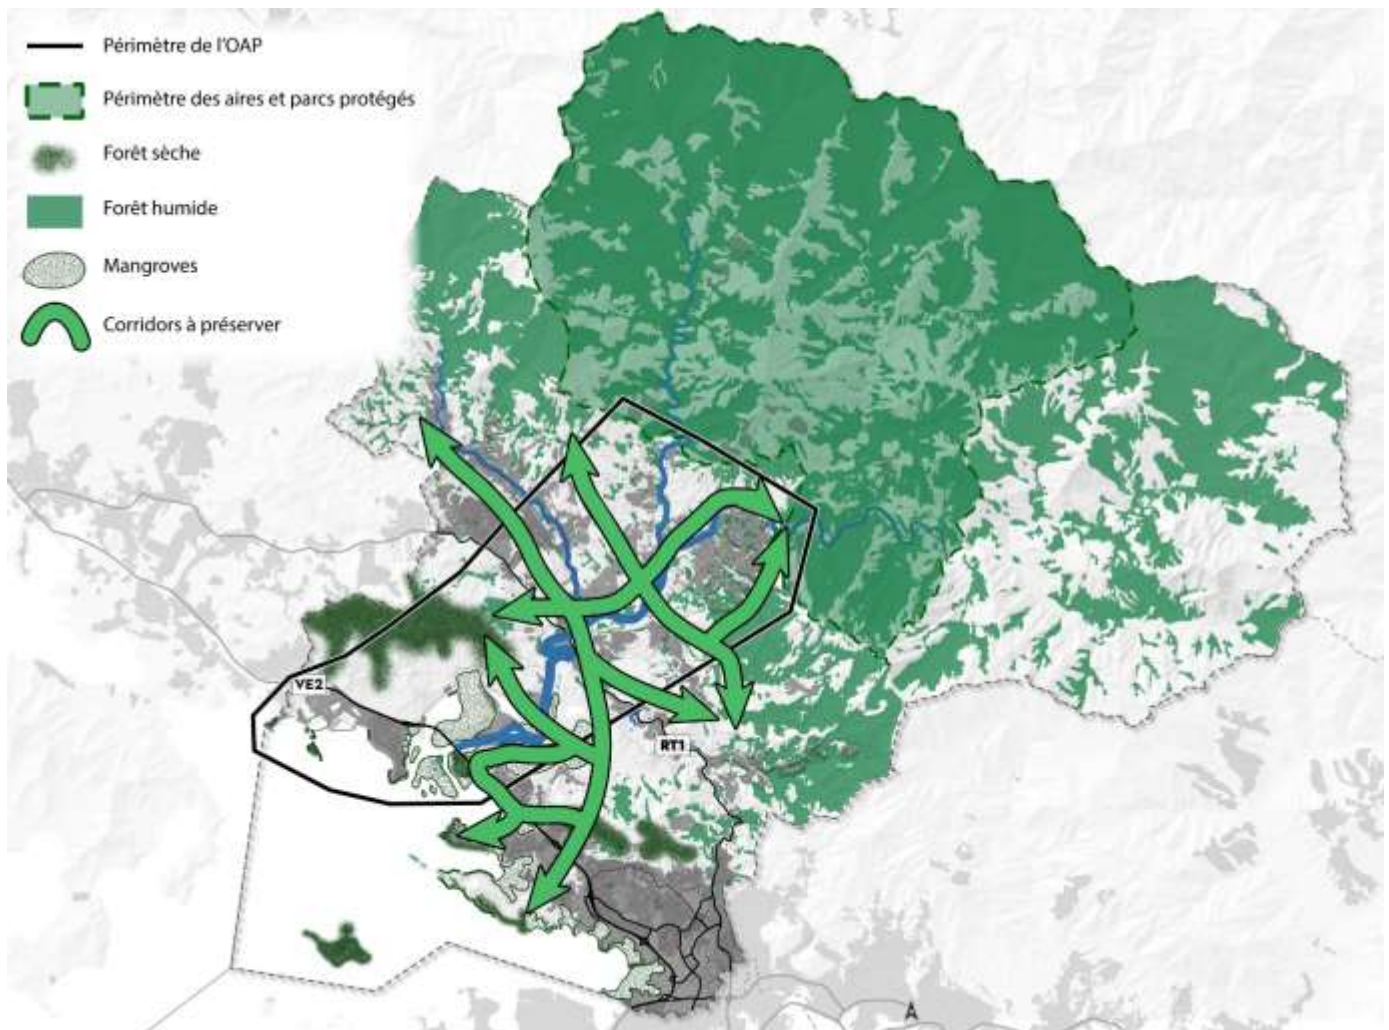 Périmètre de l'OAP
Périmètre des aires et parcs protégés
Forêt sèche
Forêt humide
Mangroves
Corridors à préserver
VE2
RT1